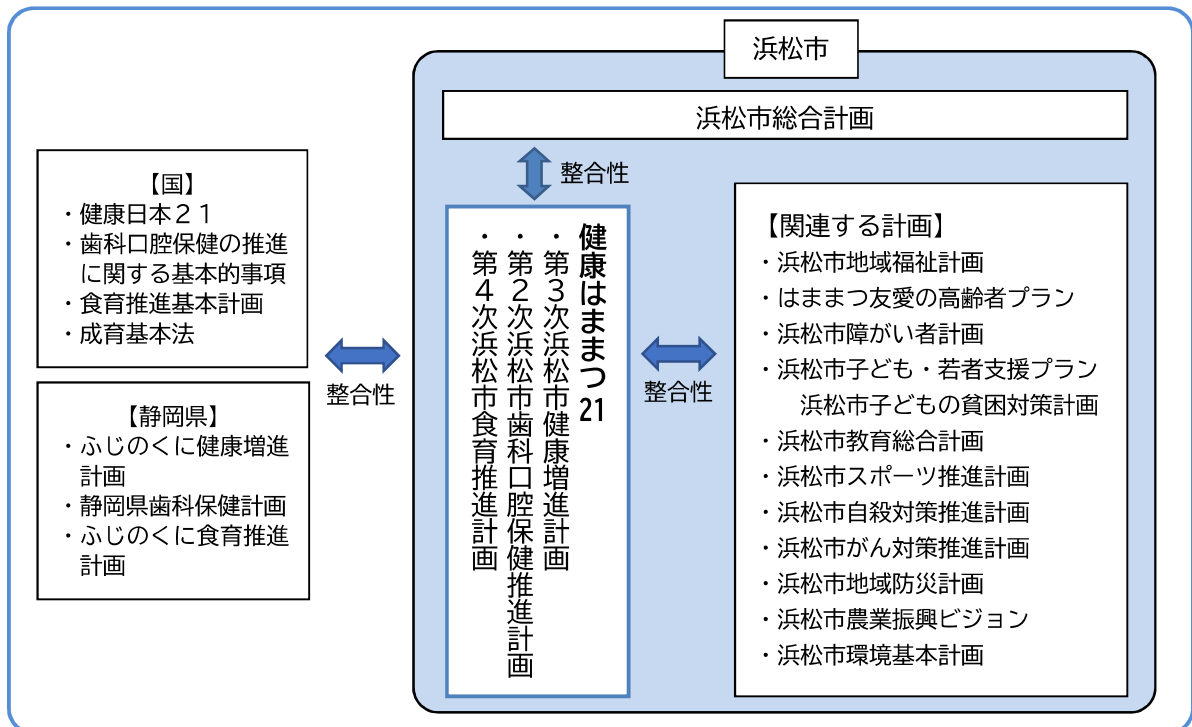 浜松市
浜松市総合計画
整合性
【国】
・健康日本２１
・歯科口腔保健の推進
に関する基本的事項
・食育推進基本計画
・成育基本法
【静岡県】
・ふじのくに健康増進
計画
・静岡県歯科保健計画
・ふじのくに食育推進
計画
整合性
健康はままつ21
・第３次浜松市健康増進計画
・第２次浜松市歯科口腔保健推進計画
・第４次浜松市食育推進計画
整合性
【関連する計画】
・浜松市地域福祉計画
・はままつ友愛の高齢者プラン
・浜松市障がい者計画
・浜松市子ども・若者支援プラン
浜松市子どもの貧困対策計画
・浜松市教育総合計画
・浜松市スポーツ推進計画
・浜松市自殺対策推進計画
・浜松市がん対策推進計画
・浜松市地域防災計画
・浜松市農業振興ビジョン
・浜松市環境基本計画